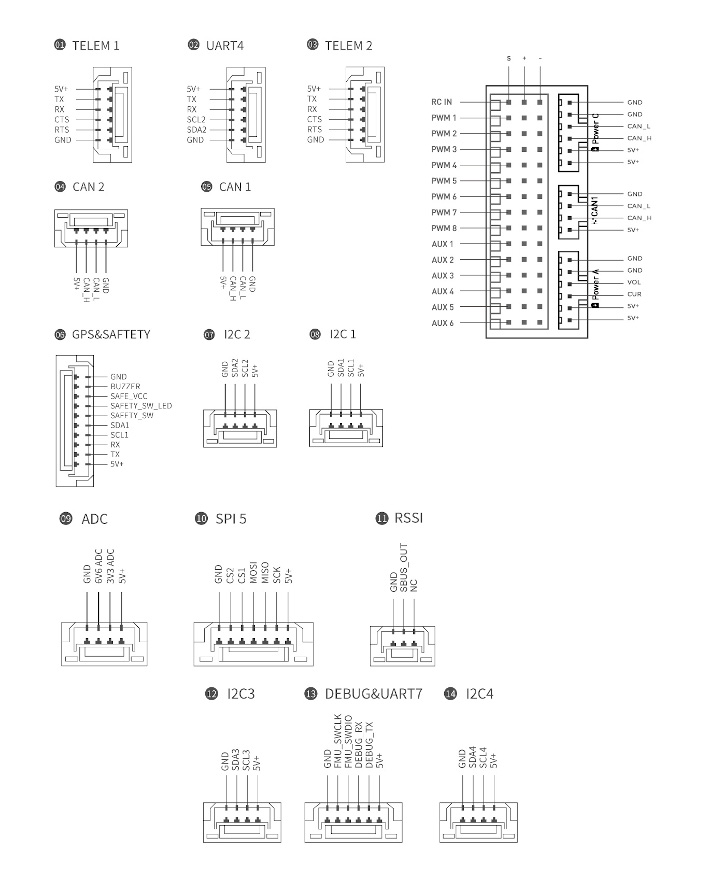 01 TELEM 1
5V+
TX
RX
CTS
RTS
GND
02 UART4
5V+
TX
RX
SCL2
SDA2
GND
03 TELEM 2
5V+
TX
RX
CTS
RTS
GND
04 CAN 2
5V+
CAN_H
CAN_L
GND
05 CAN 1
5V+
CAN_H
CAN_L
GND
S + -
RC IN
PWM 1
PWM 2
PWM 3
PWM 4
PWM 5
PWM 6
PWM 7
PWM 8
AUX 1
AUX 2
AUX 3
AUX 4
AUX 5
AUX 6
Power C
GND
GND
CAN_L
CAN_H
5V+
5V+
CAN1
GND
CAN_L
CAN_H
5V+
Power A
GND
GND
VOL
CUR
5V+
5V+
06 GPS&SAFTETY
GND
BUZZER
SAFE_VCC
SAFETY_SW_LED
SAFETY_SW
SDA1
SCL1
RX
TX
5V+
07 I2C 2
GND
SDA2
SCL2
5V+
08 I2C 1
GND
SDA1
SCL1
5V+
09 ADC
GND
6V6 ADC
3V3 ADC
5V+
10 SPI 5
GND
CS2
CS1
MOSI
MISO
SCK
5V+
11 RSSI
GND
SBUS_OUT
NC
12 I2C3
GND
SDA3
SCL3
5V+
13 DEBUG&UART7
GND
FMU_SWCLK
FMU_SWDIO
DEBUG_RX
DEBUG_TX
5V+
14 I2C4
GND
SDA4
SCL4
5V+